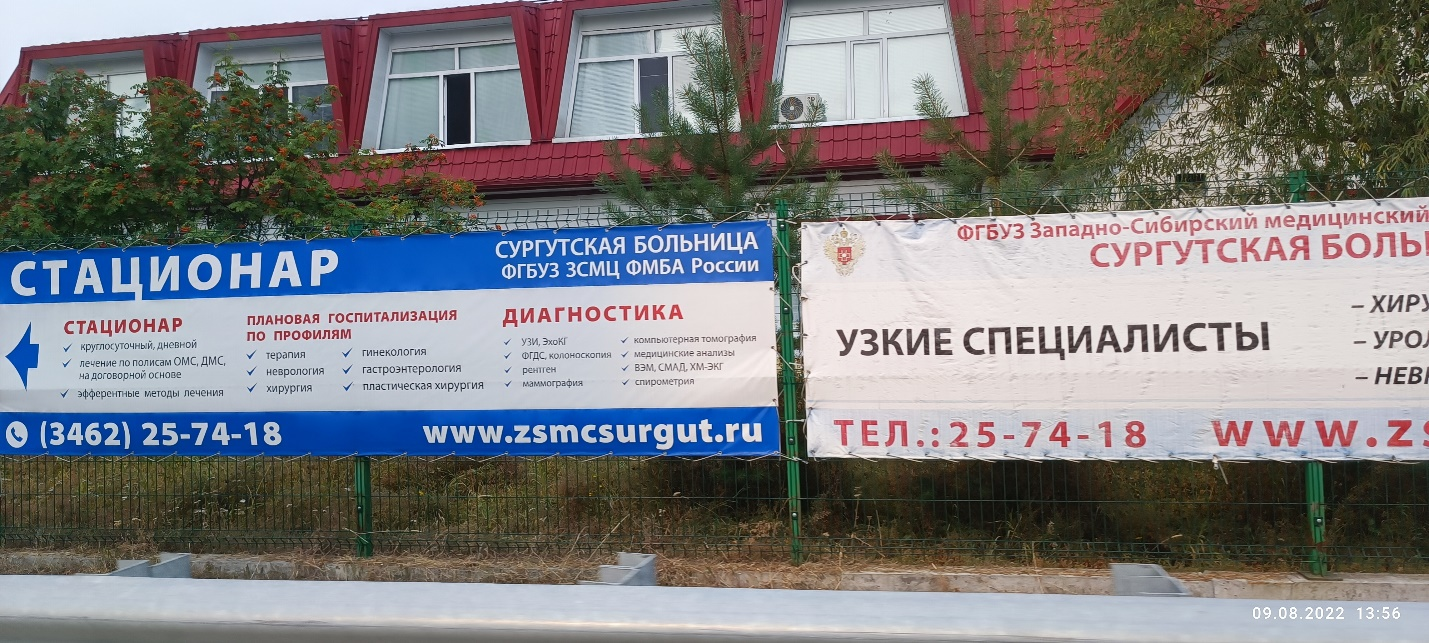 СТАЦИОНАР
СУРГУТСКАЯ БОЛЬНИЦА
ФГБУЗ ЗСМЦ ФМБА России
СТАЦИОНАР
круглосуточный, дневной
лечение по полисам ОМС, ДМС,
на договорной основе
эфферентные методы лечения
ПЛАНОВАЯ ГОСПИТАЛИЗАЦИЯ
ПО ПРОФИЛЯМ
терапия
неврология
хирургия
гинекология
гастроэнтерология
пластическая хирургия
ДИАГНОСТИКА
УЗИ, ЭхоКГ
ФГДС, колоноскопия
рентген
маммография
компьютерная томография
медицинские анализы
ВЭМ, СМАД, ХМ-ЭКГ
спирометрия
(3462) 25-74-18
www.zsmcsurgut.ru
ФГБУЗ Западно-Сибирский медицинский
СУРГУТСКАЯ БОЛЬ
УЗКИЕ СПЕЦИАЛИСТЫ
– ХИРУ
– УРОЛ
– НЕВ
ТЕЛ.:25-74-18
www.zs
09.08.2022 13:56